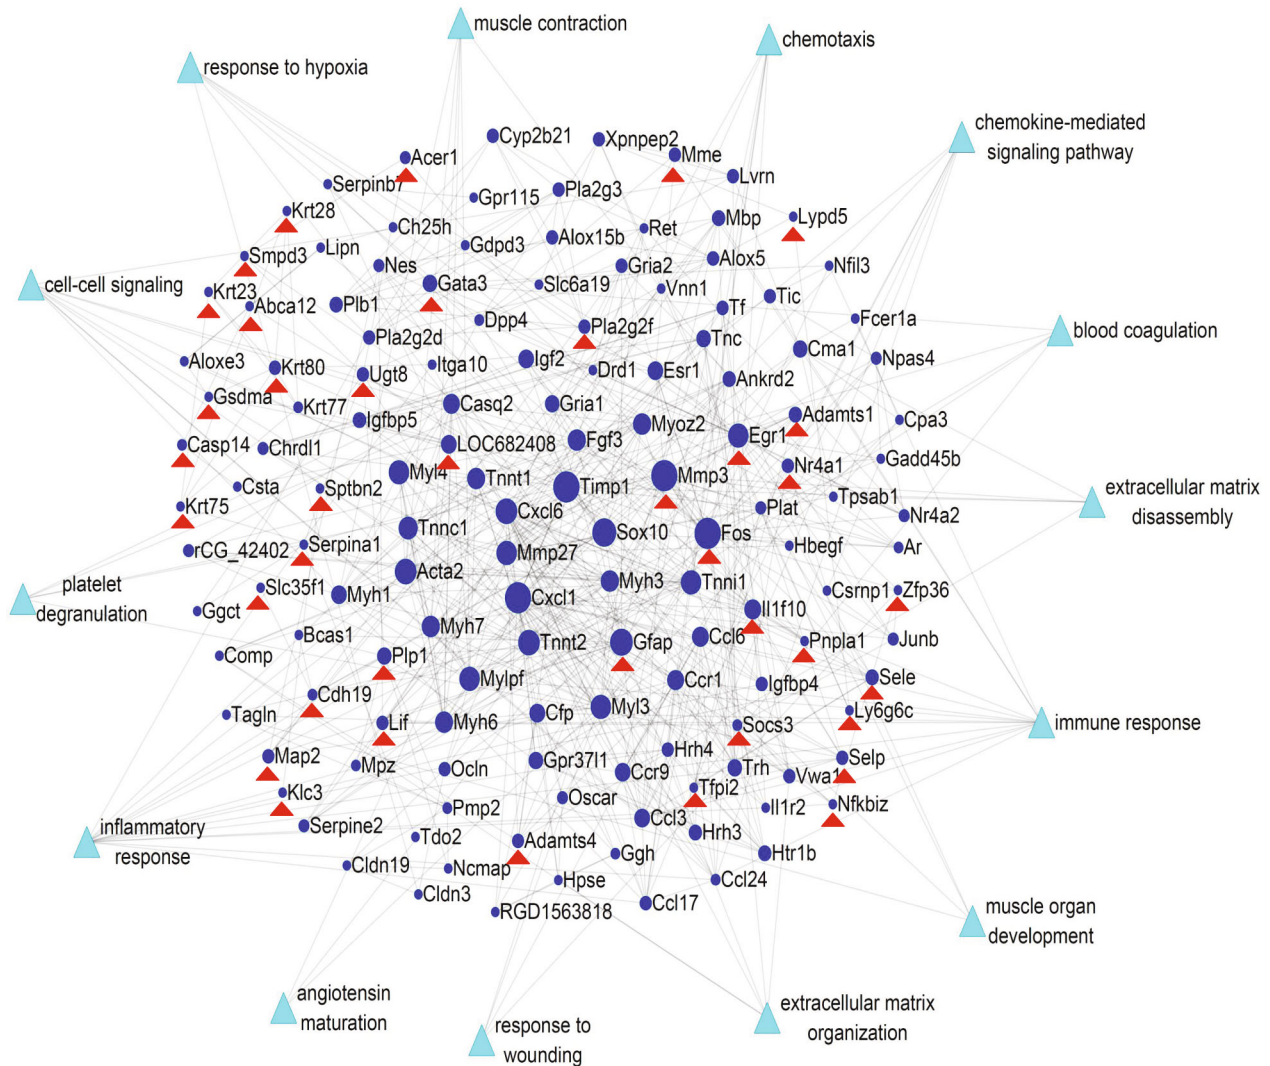 muscle contraction
chemotaxis
response to hypoxia
chemokine-mediated
signaling pathway
Cyp2b21
Xpnpep2
Acer1
Mme
Serpinb7
Lvrn
Gpr115
Pla2g3
Krt28
Ch25h
Ret
Mbp
Lypd5
Smpd3
Lipn
Gdpd3
Alox15b
Alox5
Nes
Gria2
Nfil3
cell-cell signaling
Krt23
Gata3
Slc6a19
Vnn1
Abca12
Plb1
Tf
Tic
Dpp4
Pla2g2f
Fcer1a
blood coagulation
Pla2g2d
Tnc
Aloxe3
Krt80
Ugt8
Itga10
Igf2
Drd1
Esr1
Cma1
Npas4
Ankrd2
Gsdma
Krt77
Igfbp5
Casq2
Gria1
Myoz2
Adamts1
Cpa3
Casp14
Chrdl1
LOC682408
Fgf3
Egr1
Gadd45b
Myl4
Tnnt1
Timp1
Mmp3
Nr4a1
Csta
Sptbn2
Tpsab1
extracellular matrix
disassembly
Krt75
Cxcl6
Plat
Nr4a2
Tnnc1
Sox10
Fos
rCG_42402
Serpina1
Mmp27
Hbegf
Ar
Acta2
Myh3
Tnni1
platelet
degranulation
Slc35f1
Myh1
Cxcl1
Csrnp1
Zfp36
Ggct
Il1f10
Bcas1
Myh7
Tnnt2
Gfap
Ccl6
Pnpla1
Junb
Comp
Plp1
Mylpf
Ccr1
Igfbp4
Sele
Cdh19
Tagln
Lif
Myh6
Cfp
Myl3
Socs3
Ly6g6c
immune response
Map2
Mpz
Ocln
Gpr37l1
Hrh4
Ccr9
Trh
Vwa1
Selp
Klc3
Tfpi2
Pmp2
Oscar
Il1r2
Nfkbiz
inflammatory
response
Serpine2
Tdo2
Adamts4
Ccl3
Hrh3
Cldn19
Ncmap
Ggh
Htr1b
Cldn3
Hpse
Ccl24
RGD1563818
Ccl17
muscle organ
development
angiotensin
maturation
response to
wounding
extracellular matrix
organization